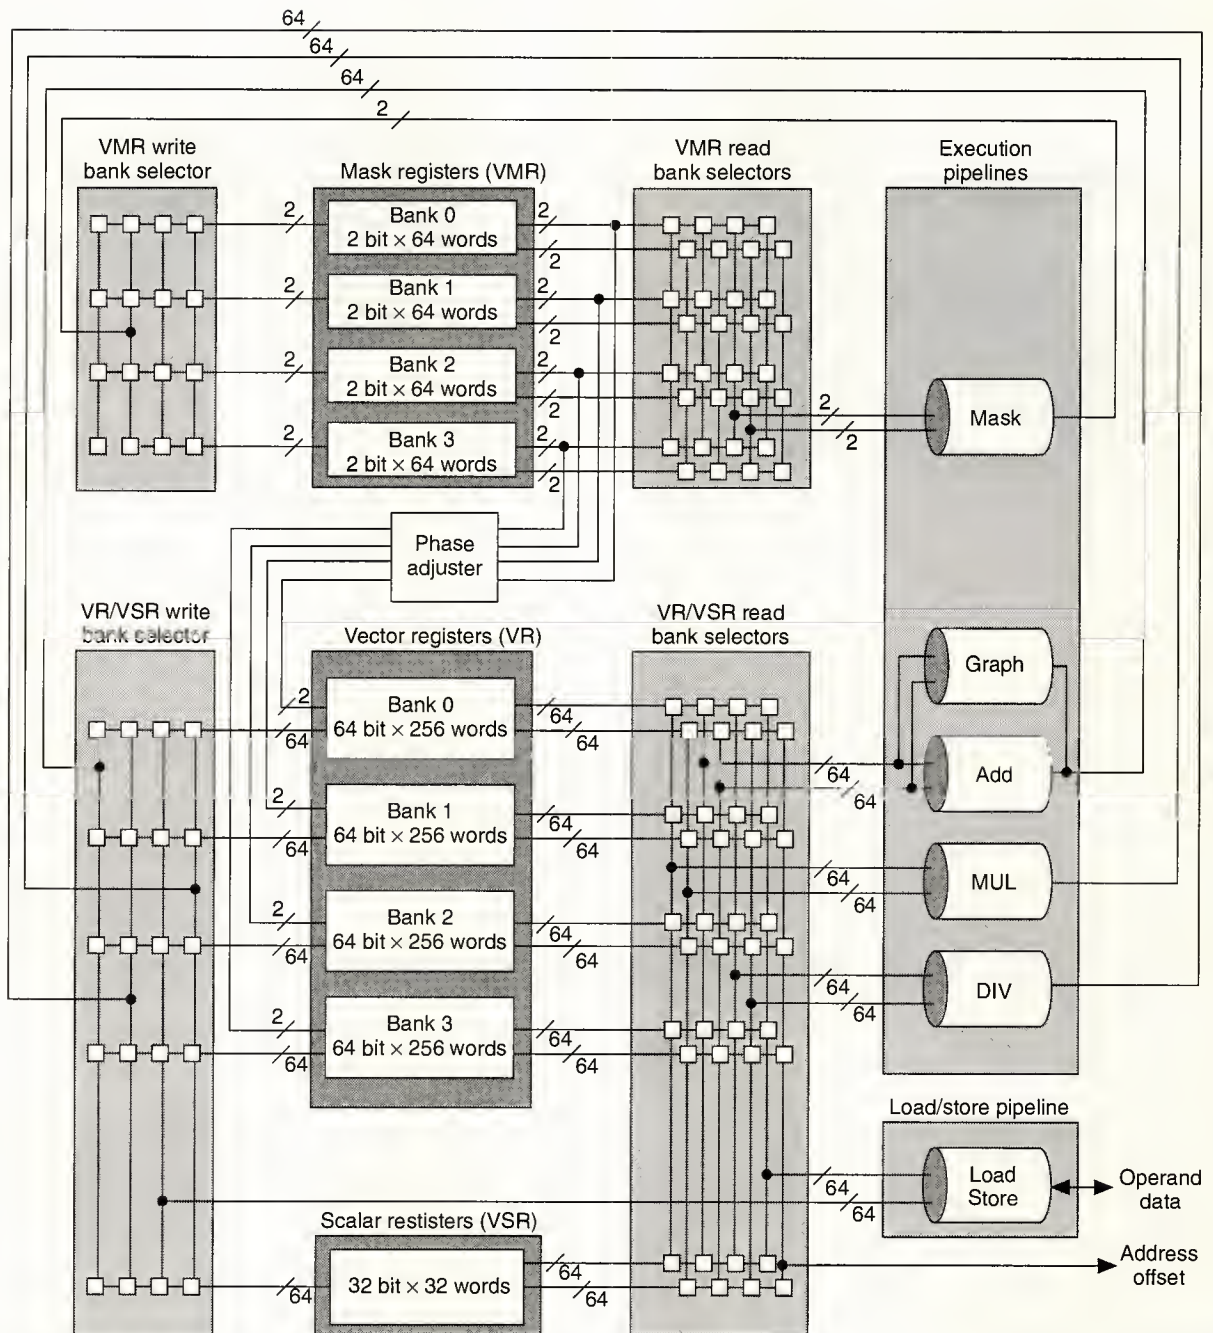 64
64
64
2
VMR write
bank selector
Mask registers (VMR)
VMR read
bank selectors
Execution
pipelines
2
Bank 0
2 bit × 64 words
2
2
2
Bank 1
2 bit × 64 words
2
2
2
Bank 2
2 bit × 64 words
2
2
2
Bank 3
2 bit × 64 words
2
2
2
2
Mask
Phase
adjuster
VR/VSR write
bank selector
Vector registers (VR)
VR/VSR read
bank selectors
Graph
2
64
Bank 0
64 bit × 256 words
64
64
64
64
Add
2
64
Bank 1
64 bit × 256 words
64
64
64
64
MUL
2
64
Bank 2
64 bit × 256 words
64
64
64
64
DIV
2
64
Bank 3
64 bit × 256 words
64
64
Load/store pipeline
64
64
Load
Store
Operand
data
Scalar restisters (VSR)
64
32 bit × 32 words
64
64
Address
offset